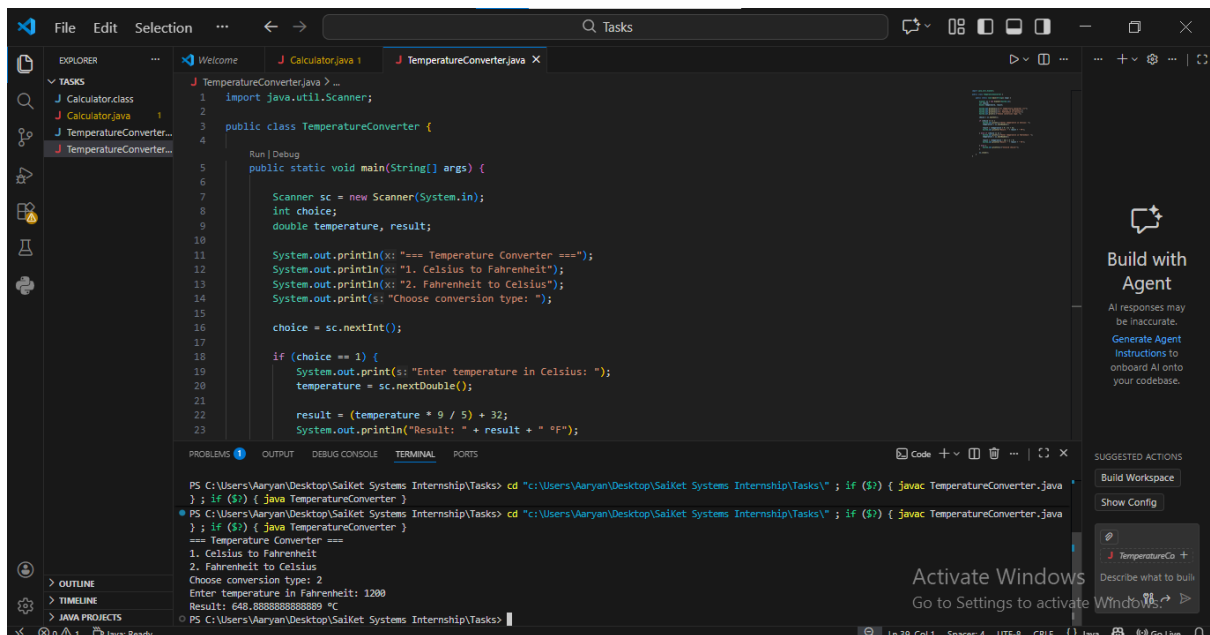 File Edit Selection ··· Tasks
EXPLORER ···
TASKS
Calculator.class
Calculator.java 1
TemperatureConverter...
TemperatureConverter...
OUTLINE
TIMELINE
JAVA PROJECTS
Welcome Calculator.java 1 TemperatureConverter.java
TemperatureConverter.java > ...
1 import java.util.Scanner;
2
3 public class TemperatureConverter {
4
Run | Debug
5 public static void main(String[] args) {
6
7 Scanner sc = new Scanner(System.in);
8 int choice;
9 double temperature, result;
10
11 System.out.println(x: "=== Temperature Converter ===");
12 System.out.println(x: "1. Celsius to Fahrenheit");
13 System.out.println(x: "2. Fahrenheit to Celsius");
14 System.out.print(s: "Choose conversion type: ");
15
16 choice = sc.nextInt();
17
18 if (choice == 1) {
19 System.out.print(s: "Enter temperature in Celsius: ");
20 temperature = sc.nextDouble();
21
22 result = (temperature * 9 / 5) + 32;
23 System.out.println("Result: " + result + " °F");
PROBLEMS 1 OUTPUT DEBUG CONSOLE TERMINAL PORTS Code
PS C:\Users\Aaryan\Desktop\SaiKet Systems Internship\Tasks> cd "c:\Users\Aaryan\Desktop\SaiKet Systems Internship\Tasks\" ; if ($?) { javac TemperatureConverter.java
} ; if ($?) { java TemperatureConverter }
PS C:\Users\Aaryan\Desktop\SaiKet Systems Internship\Tasks> cd "c:\Users\Aaryan\Desktop\SaiKet Systems Internship\Tasks\" ; if ($?) { javac TemperatureConverter.java
} ; if ($?) { java TemperatureConverter }
=== Temperature Converter ===
1. Celsius to Fahrenheit
2. Fahrenheit to Celsius
Choose conversion type: 2
Enter temperature in Fahrenheit: 1200
Result: 648.8888888888889 °C
PS C:\Users\Aaryan\Desktop\SaiKet Systems Internship\Tasks>
Build with
Agent
AI responses may
be inaccurate.
Generate Agent
Instructions to
onboard AI onto
your codebase.
SUGGESTED ACTIONS
Build Workspace
Show Config
TemperatureCo
Describe what to buil
Activate Windows
Go to Settings to activate Windows.
0 1 Java: Ready
Ln 39, Col 1 Spaces: 4 UTF-8 CRLF Java Go Live